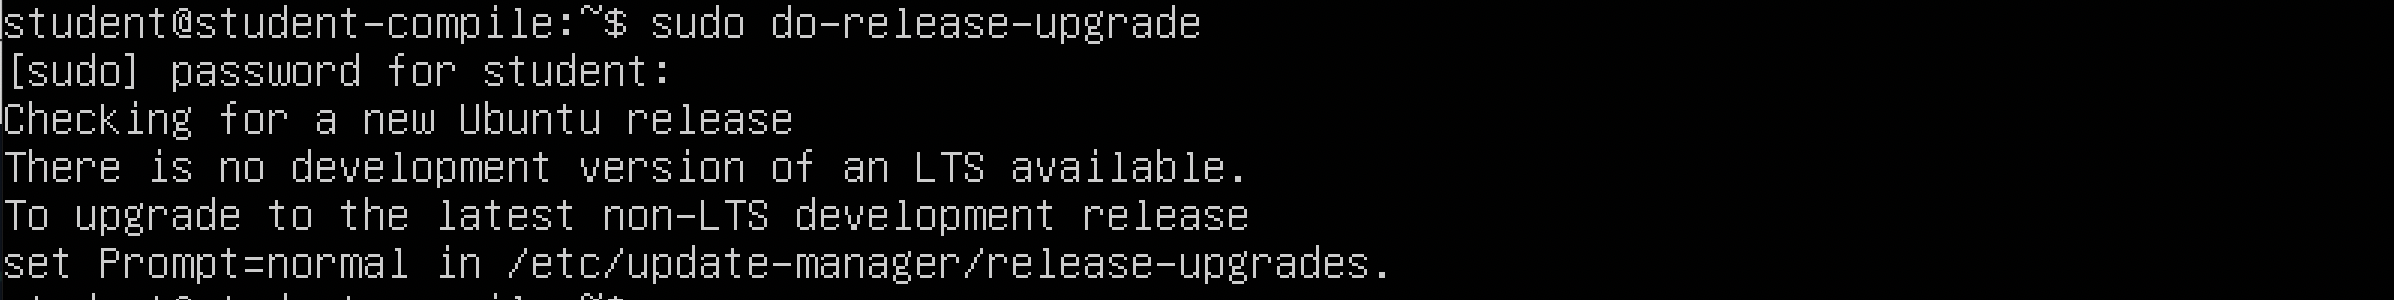 student@student-compile:~$ sudo do-release-upgrade
[sudo] password for student:
Checking for a new Ubuntu release
There is no development version of an LTS available.
To upgrade to the latest non-LTS development release
set Prompt=normal in /etc/update-manager/release-upgrades.